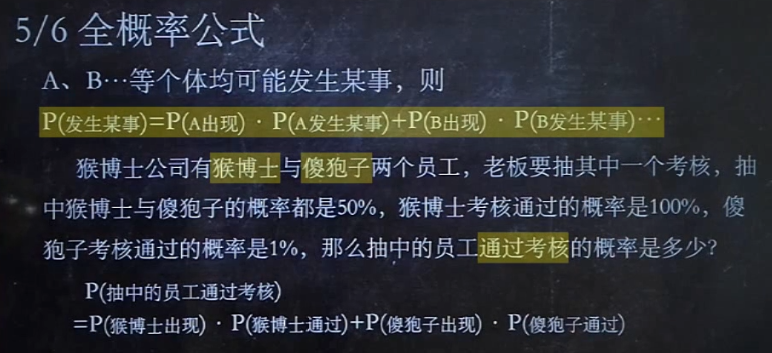 5/6 全概率公式
A、B…等个体均可能发生某事，则
P(发生某事)=P(A出现) · P(A发生某事)+P(B出现) · P(B发生某事)…
猴博士公司有猴博士与傻狍子两个员工，老板要抽其中一个考核，抽
中猴博士与傻狍子的概率都是50%，猴博士考核通过的概率是100%，傻
狍子考核通过的概率是1%，那么抽中的员工通过考核的概率是多少?
P(抽中的员工通过考核)
=P(猴博士出现) · P(猴博士通过)+P(傻狍子出现) · P(傻狍子通过)